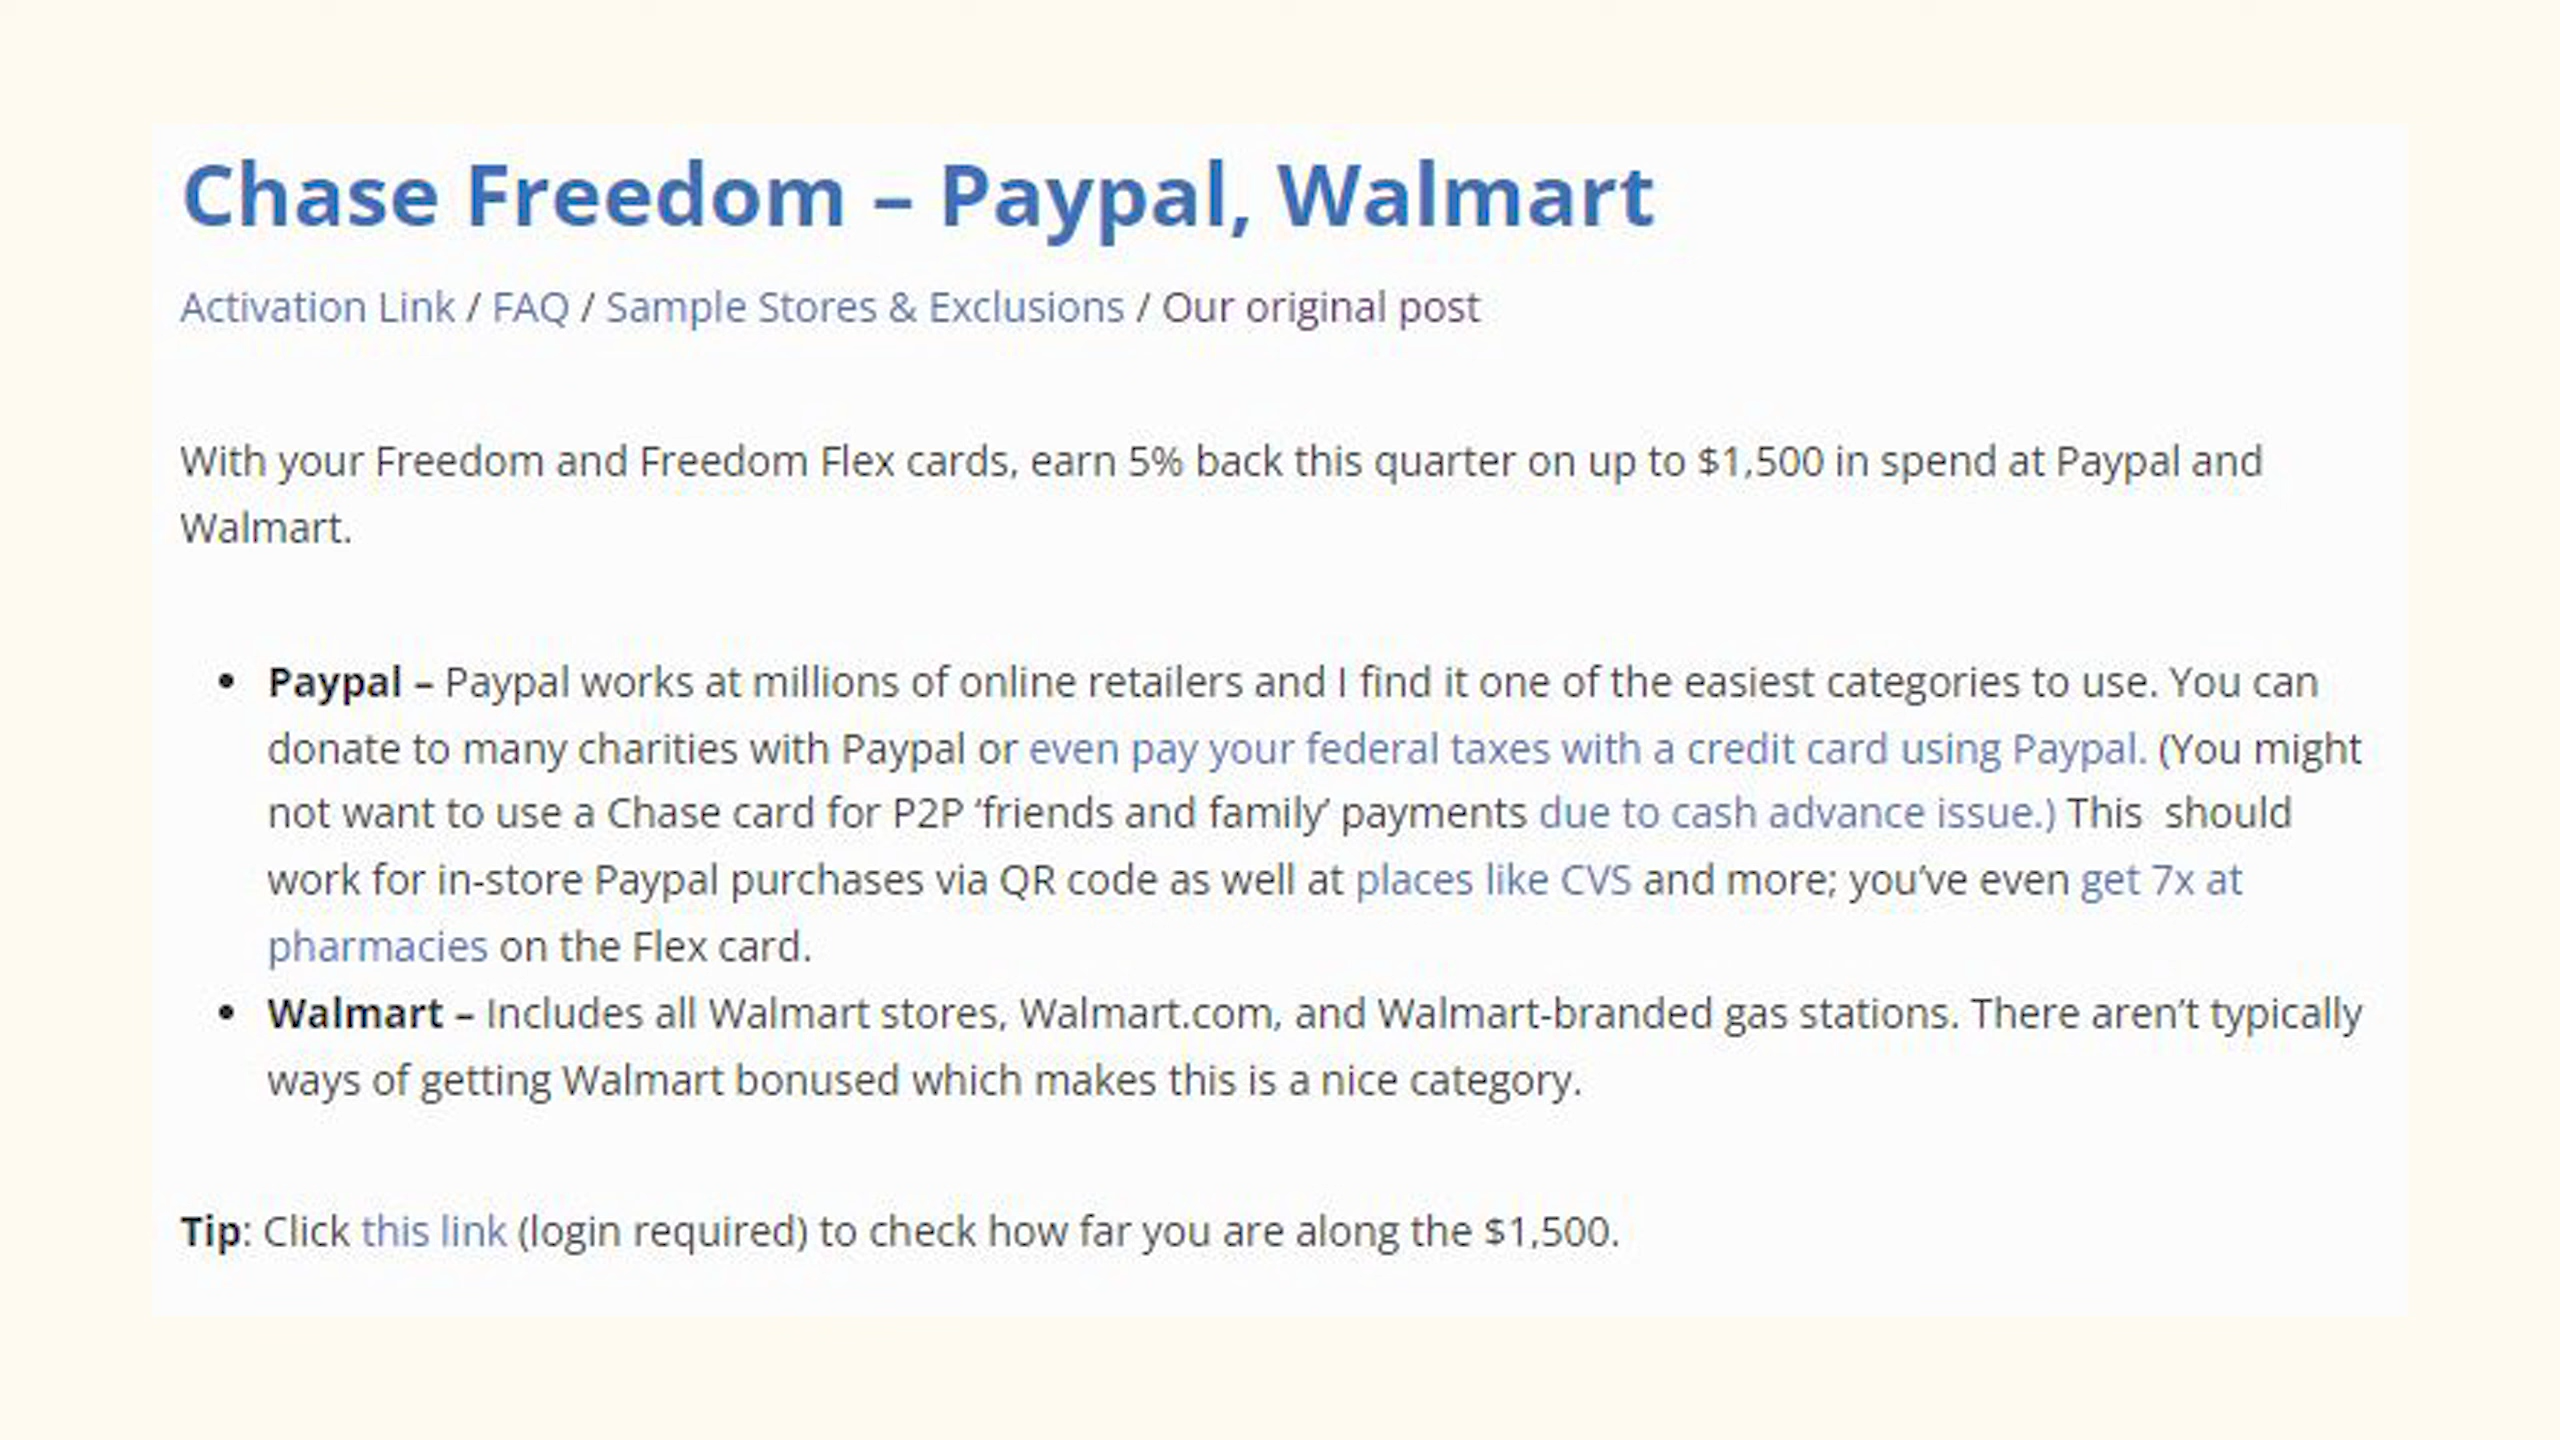 Chase Freedom – Paypal, Walmart
Activation Link / FAQ / Sample Stores & Exclusions / Our original post
With your Freedom and Freedom Flex cards, earn 5% back this quarter on up to $1,500 in spend at Paypal and
Walmart.
• Paypal – Paypal works at millions of online retailers and I find it one of the easiest categories to use. You can
donate to many charities with Paypal or even pay your federal taxes with a credit card using Paypal. (You might
not want to use a Chase card for P2P ‘friends and family’ payments due to cash advance issue.) This  should
work for in-store Paypal purchases via QR code as well at places like CVS and more; you’ve even get 7x at
pharmacies on the Flex card.
• Walmart – Includes all Walmart stores, Walmart.com, and Walmart-branded gas stations. There aren’t typically
ways of getting Walmart bonused which makes this is a nice category.
Tip: Click this link (login required) to check how far you are along the $1,500.